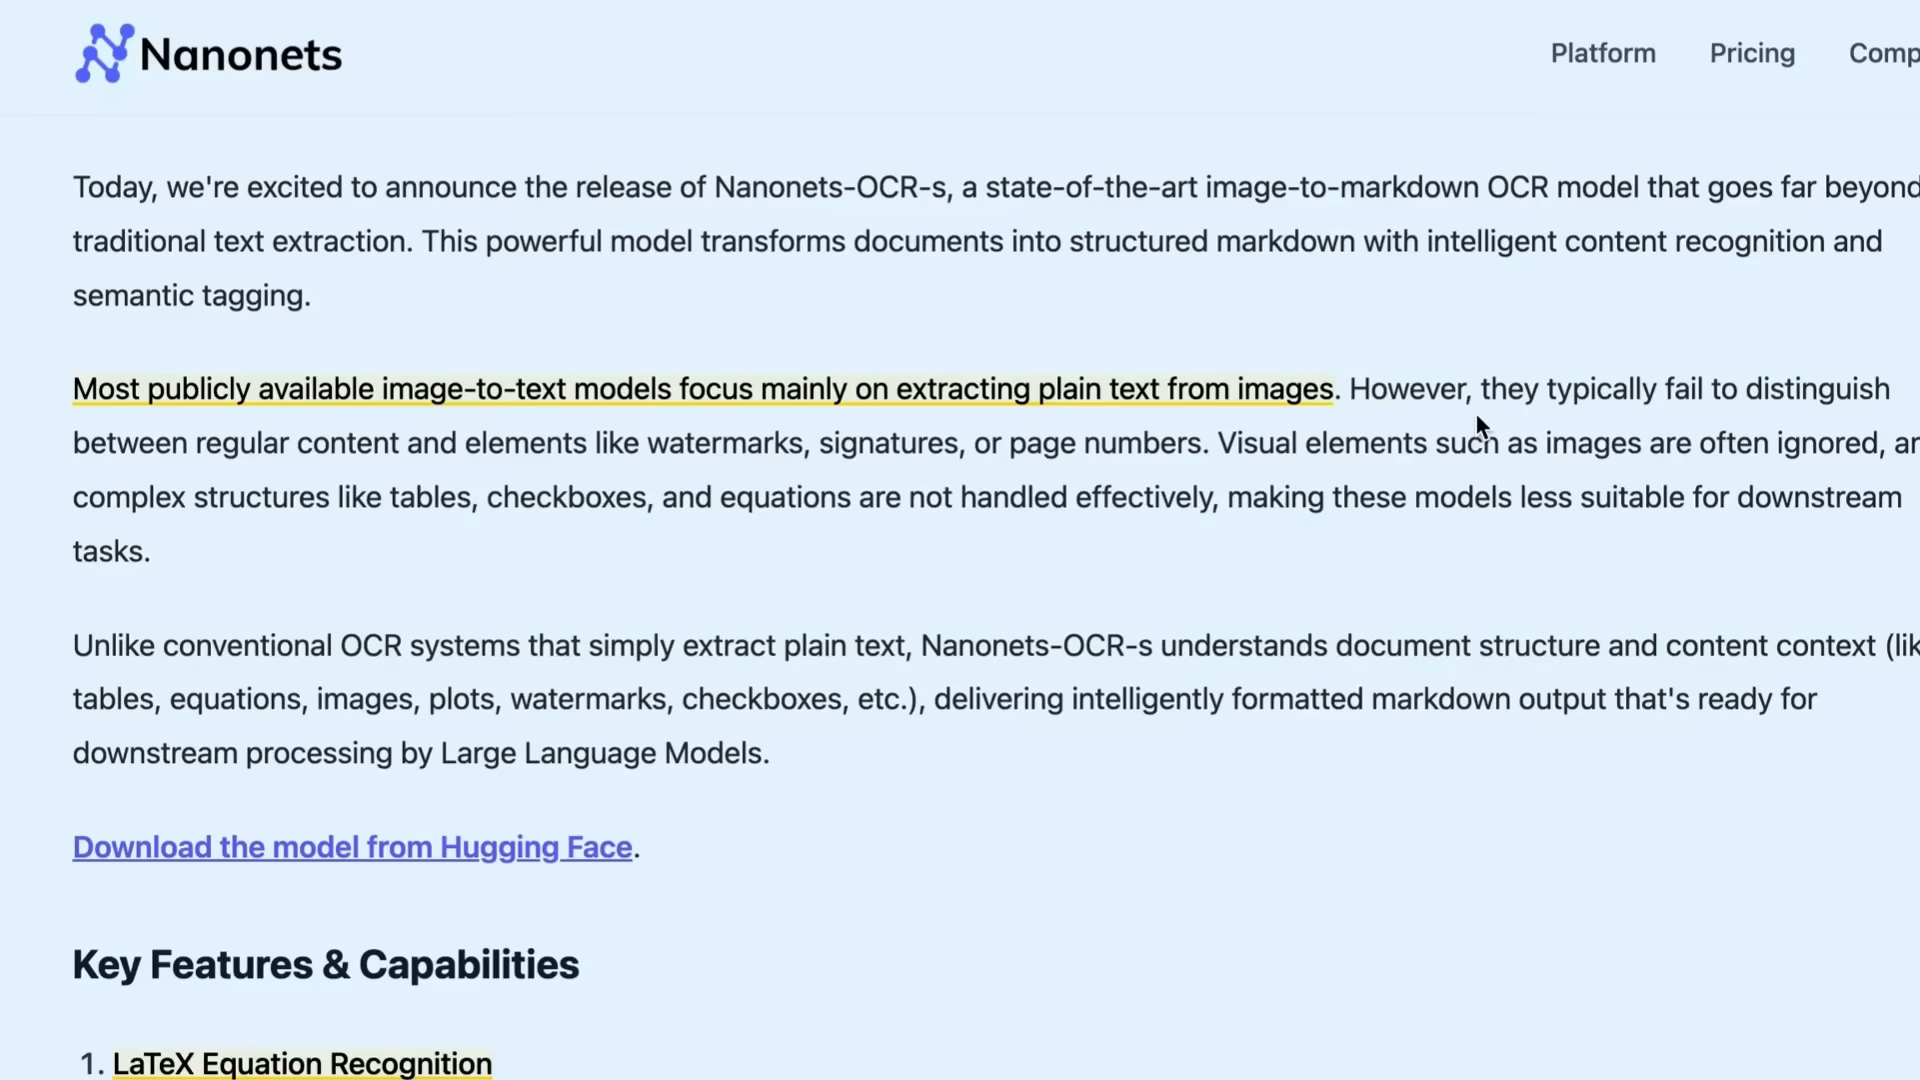 Nanonets
Platform Pricing Comp
Today, we're excited to announce the release of Nanonets-OCR-s, a state-of-the-art image-to-markdown OCR model that goes far beyond
traditional text extraction. This powerful model transforms documents into structured markdown with intelligent content recognition and
semantic tagging.
Most publicly available image-to-text models focus mainly on extracting plain text from images. However, they typically fail to distinguish
between regular content and elements like watermarks, signatures, or page numbers. Visual elements such as images are often ignored, an
complex structures like tables, checkboxes, and equations are not handled effectively, making these models less suitable for downstream
tasks.
Unlike conventional OCR systems that simply extract plain text, Nanonets-OCR-s understands document structure and content context (lik
tables, equations, images, plots, watermarks, checkboxes, etc.), delivering intelligently formatted markdown output that's ready for
downstream processing by Large Language Models.
Download the model from Hugging Face.
Key Features & Capabilities
1. LaTeX Equation Recognition